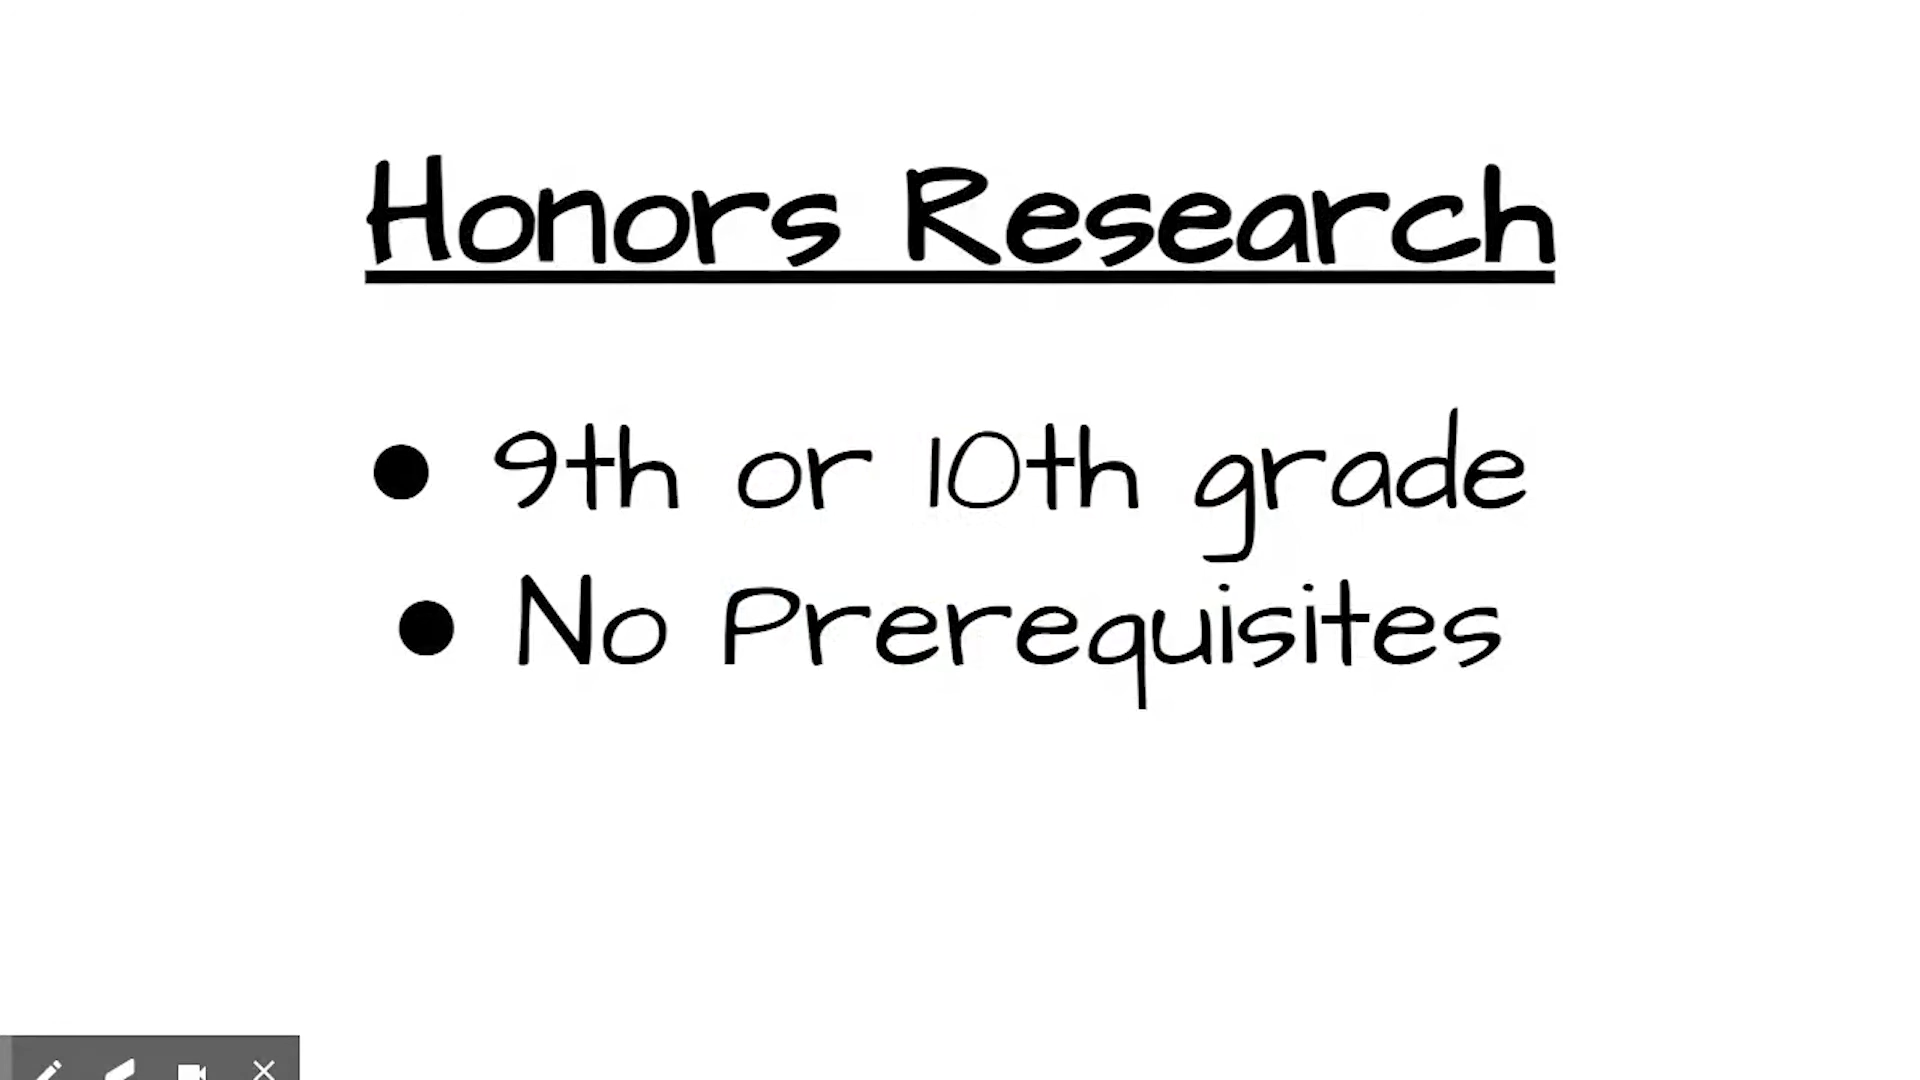 Honors Research
● 9th or 10th grade
● No Prerequisites